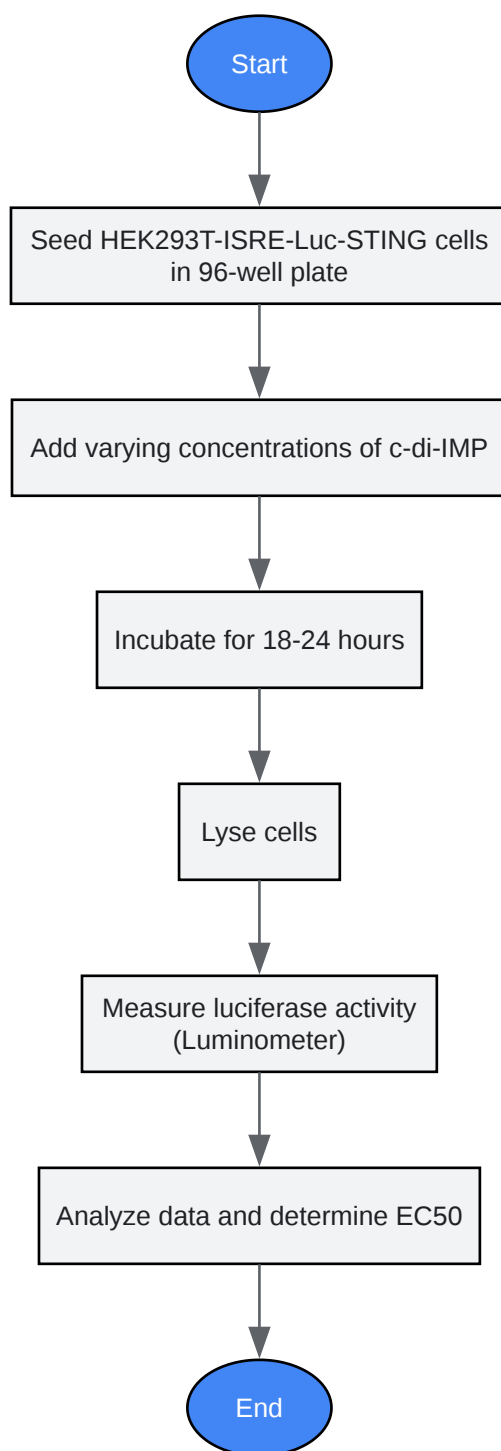 Start
Seed HEK293T-ISRE-Luc-STING cells
in 96-well plate
Add varying concentrations of c-di-IMP
Incubate for 18-24 hours
Lyse cells
Measure luciferase activity
(Luminometer)
Analyze data and determine EC50
End